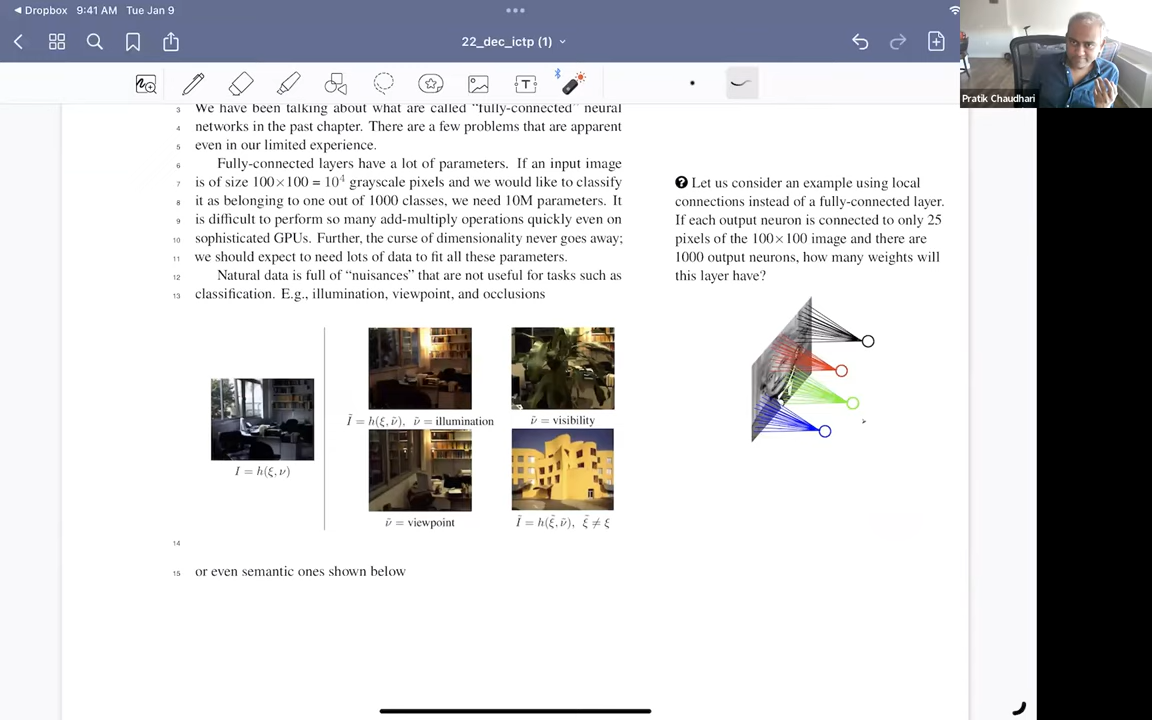 Dropbox 9:41 AM Tue Jan 9
22_dec_ictp (1)
T
Pratik Chaudhari
3 We have been talking about what are called “fully-connected” neural
4 networks in the past chapter. There are a few problems that are apparent
5 even in our limited experience.
6 Fully-connected layers have a lot of parameters. If an input image
7 is of size 100×100 = 10⁴ grayscale pixels and we would like to classify
8 it as belonging to one out of 1000 classes, we need 10M parameters. It
9 is difficult to perform so many add-multiply operations quickly even on
10 sophisticated GPUs. Further, the curse of dimensionality never goes away;
11 we should expect to need lots of data to fit all these parameters.
12 Natural data is full of “nuisances” that are not useful for tasks such as
13 classification. E.g., illumination, viewpoint, and occlusions
I = h(ξ, ν)
Ĩ = h(ξ, ν̃), ν̃ = illumination
ν̃ = visibility
ν̃ = viewpoint
Ĩ = h(ξ̃, ν̃), ξ̃ ≠ ξ
14
15 or even semantic ones shown below
? Let us consider an example using local
connections instead of a fully-connected layer.
If each output neuron is connected to only 25
pixels of the 100×100 image and there are
1000 output neurons, how many weights will
this layer have?